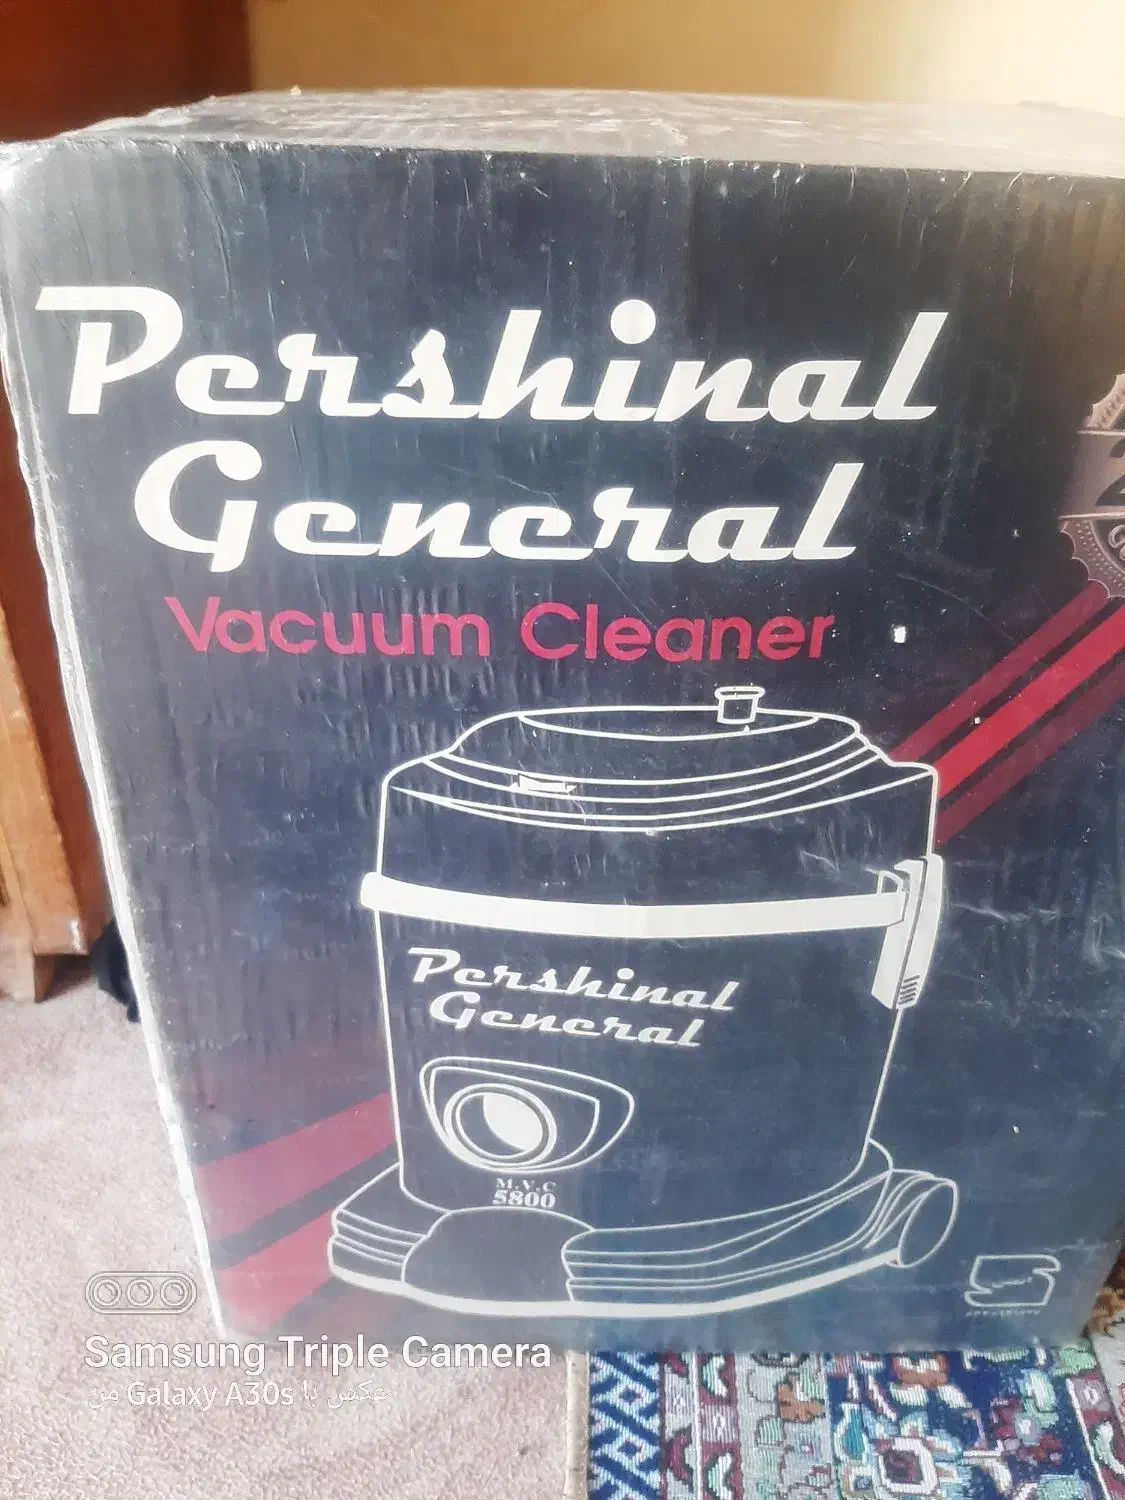 Pershinal
General
Vacuum Cleaner
Pershinal
General
M.V.C
5800
Samsung Triple Camera
عکس با Galaxy A30s من